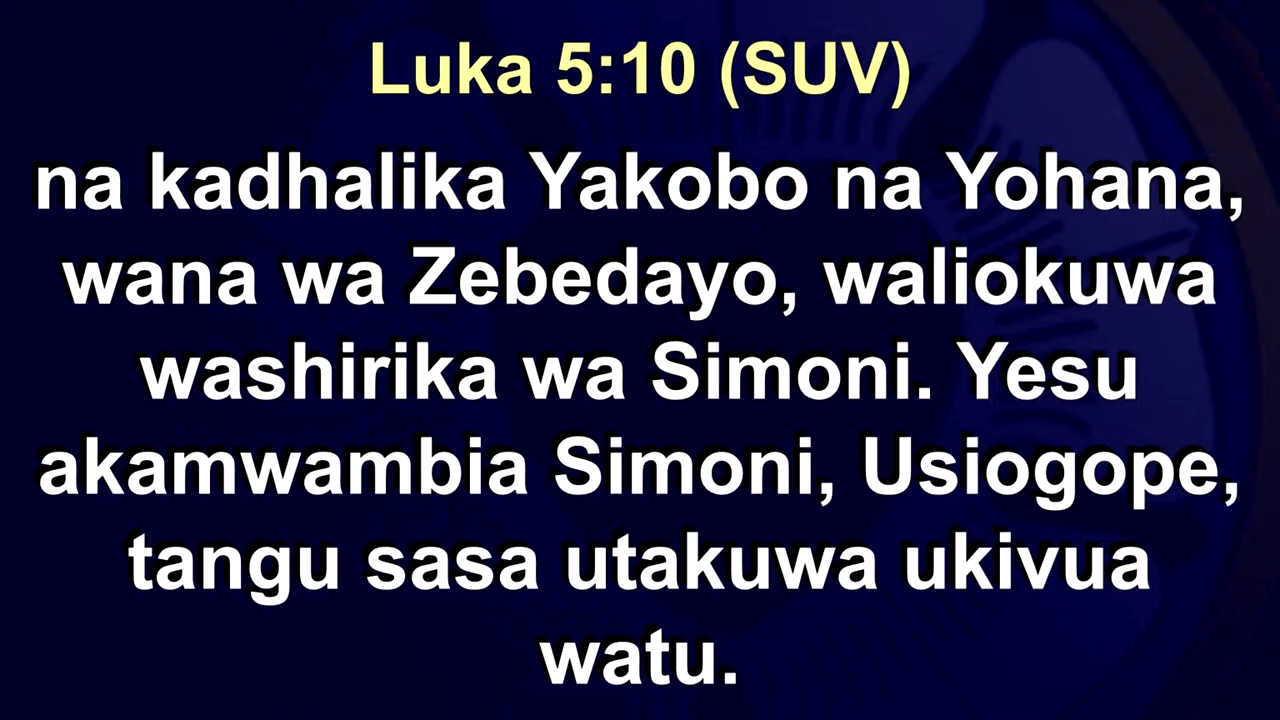 Luka 5:10 (SUV)
na kadhalika Yakobo na Yohana,
wana wa Zebedayo, waliokuwa
washirika wa Simoni. Yesu
akamwambia Simoni, Usiogope,
tangu sasa utakuwa ukivua
watu.